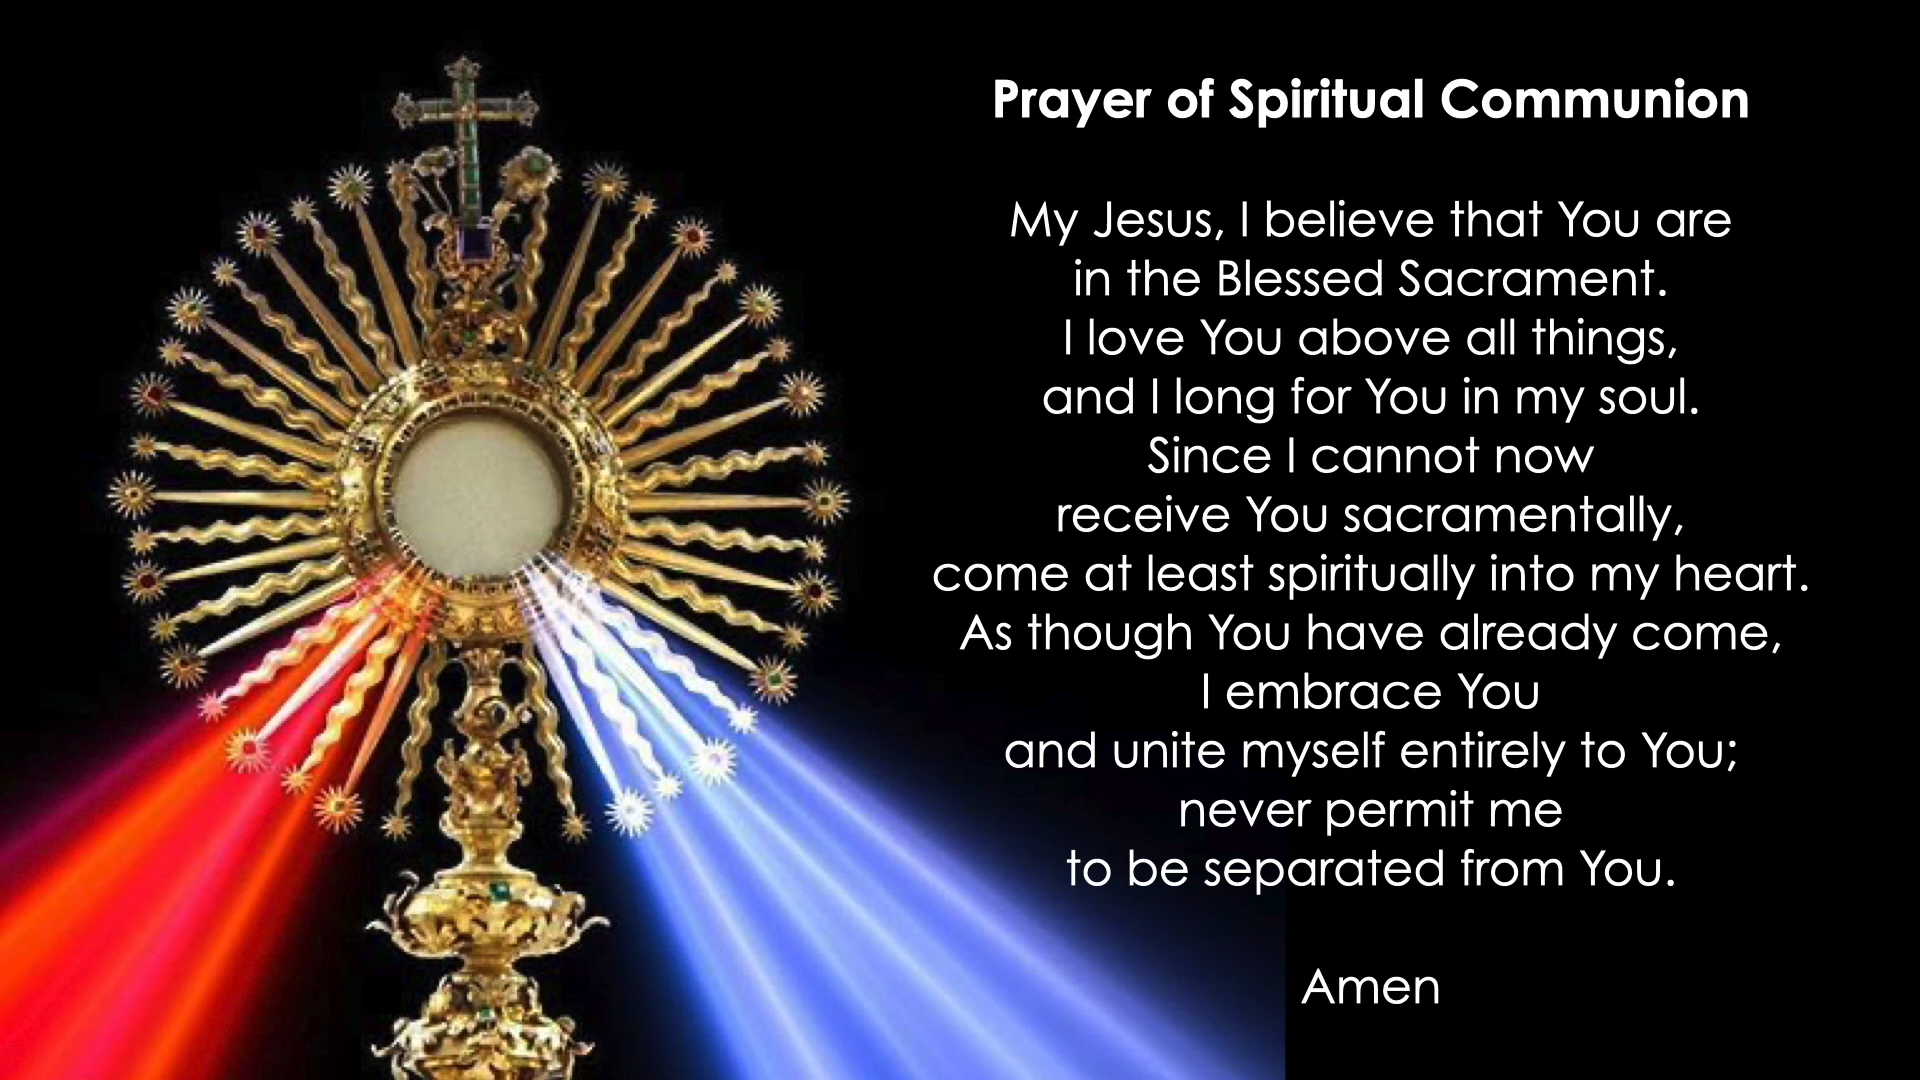 Prayer of Spiritual Communion
My Jesus, I believe that You are
in the Blessed Sacrament.
I love You above all things,
and I long for You in my soul.
Since I cannot now
receive You sacramentally,
come at least spiritually into my heart.
As though You have already come,
I embrace You
and unite myself entirely to You;
never permit me
to be separated from You.
Amen